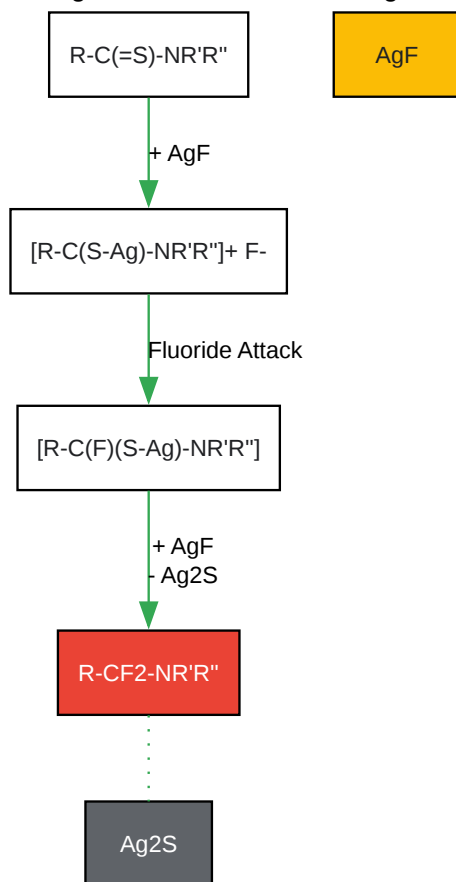 R-C(=S)-NR'R"
AgF
+ AgF
[R-C(S-Ag)-NR'R"]+ F-
Fluoride Attack
[R-C(F)(S-Ag)-NR'R"]
+ AgF
- Ag2S
R-CF2-NR'R"
Ag2S